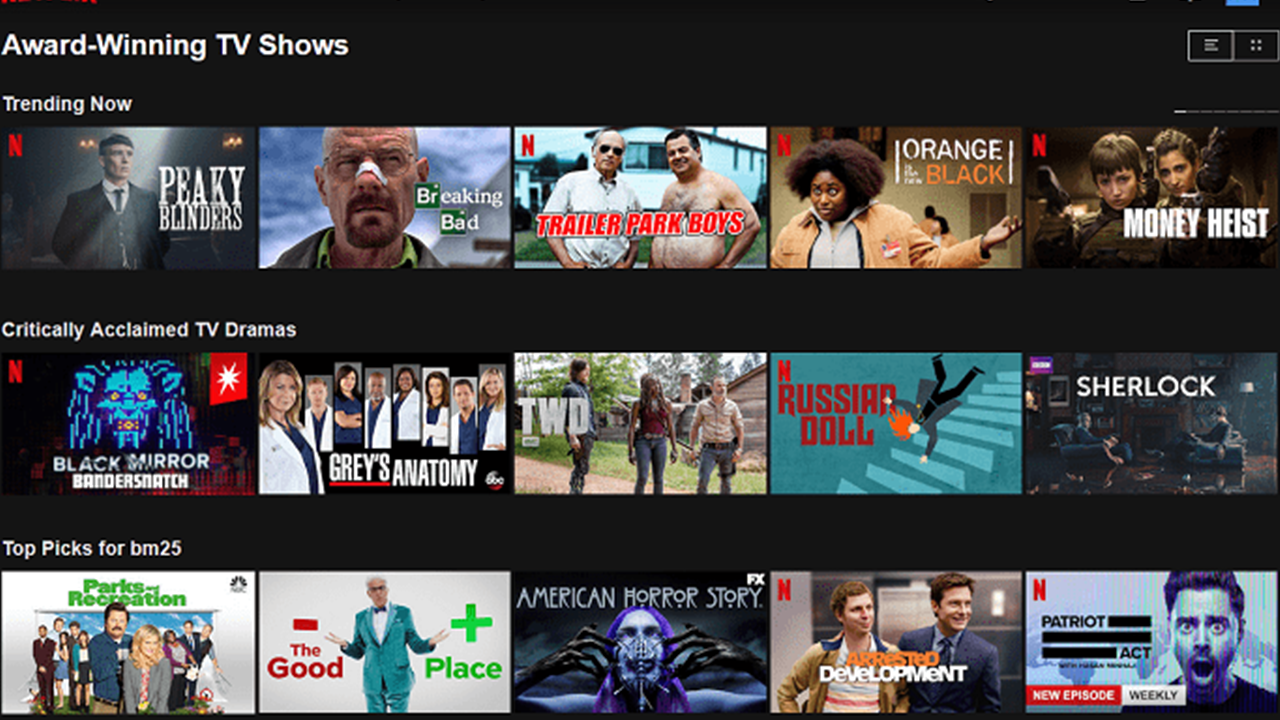 Award-Winning TV Shows
Trending Now
N
PEAKY
BLINDERS
Breaking
Bad
N
TRAILER PARK BOYS
N
ORANGE
is the new
BLACK
N
MONEY HEIST
Critically Acclaimed TV Dramas
N
BLACK MIRROR
BANDERSNATCH
GREY'S ANATOMY
abc
TWD
N
RUSSIAN
DOLL
BBC
SHERLOCK
Top Picks for bm25
Parks and
Recreation
NBC
The
Good
Place
FX
AMERICAN HORROR STORY
N
ARRESTED
DEVELOPMENT
N
PATRIOT
ACT
WITH HASAN MINHAJ
NEW EPISODE WEEKLY